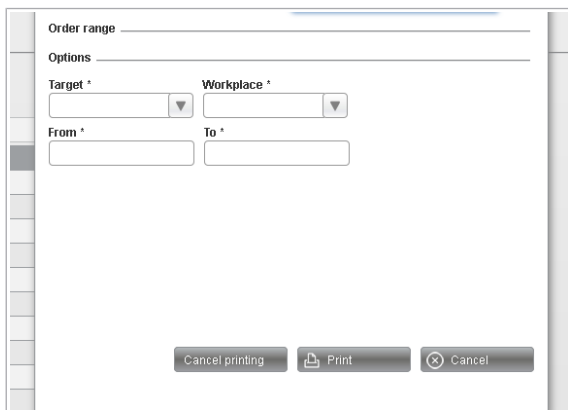 Order range
Options
Target * Workplace *
From * To *
Cancel printing Print Cancel